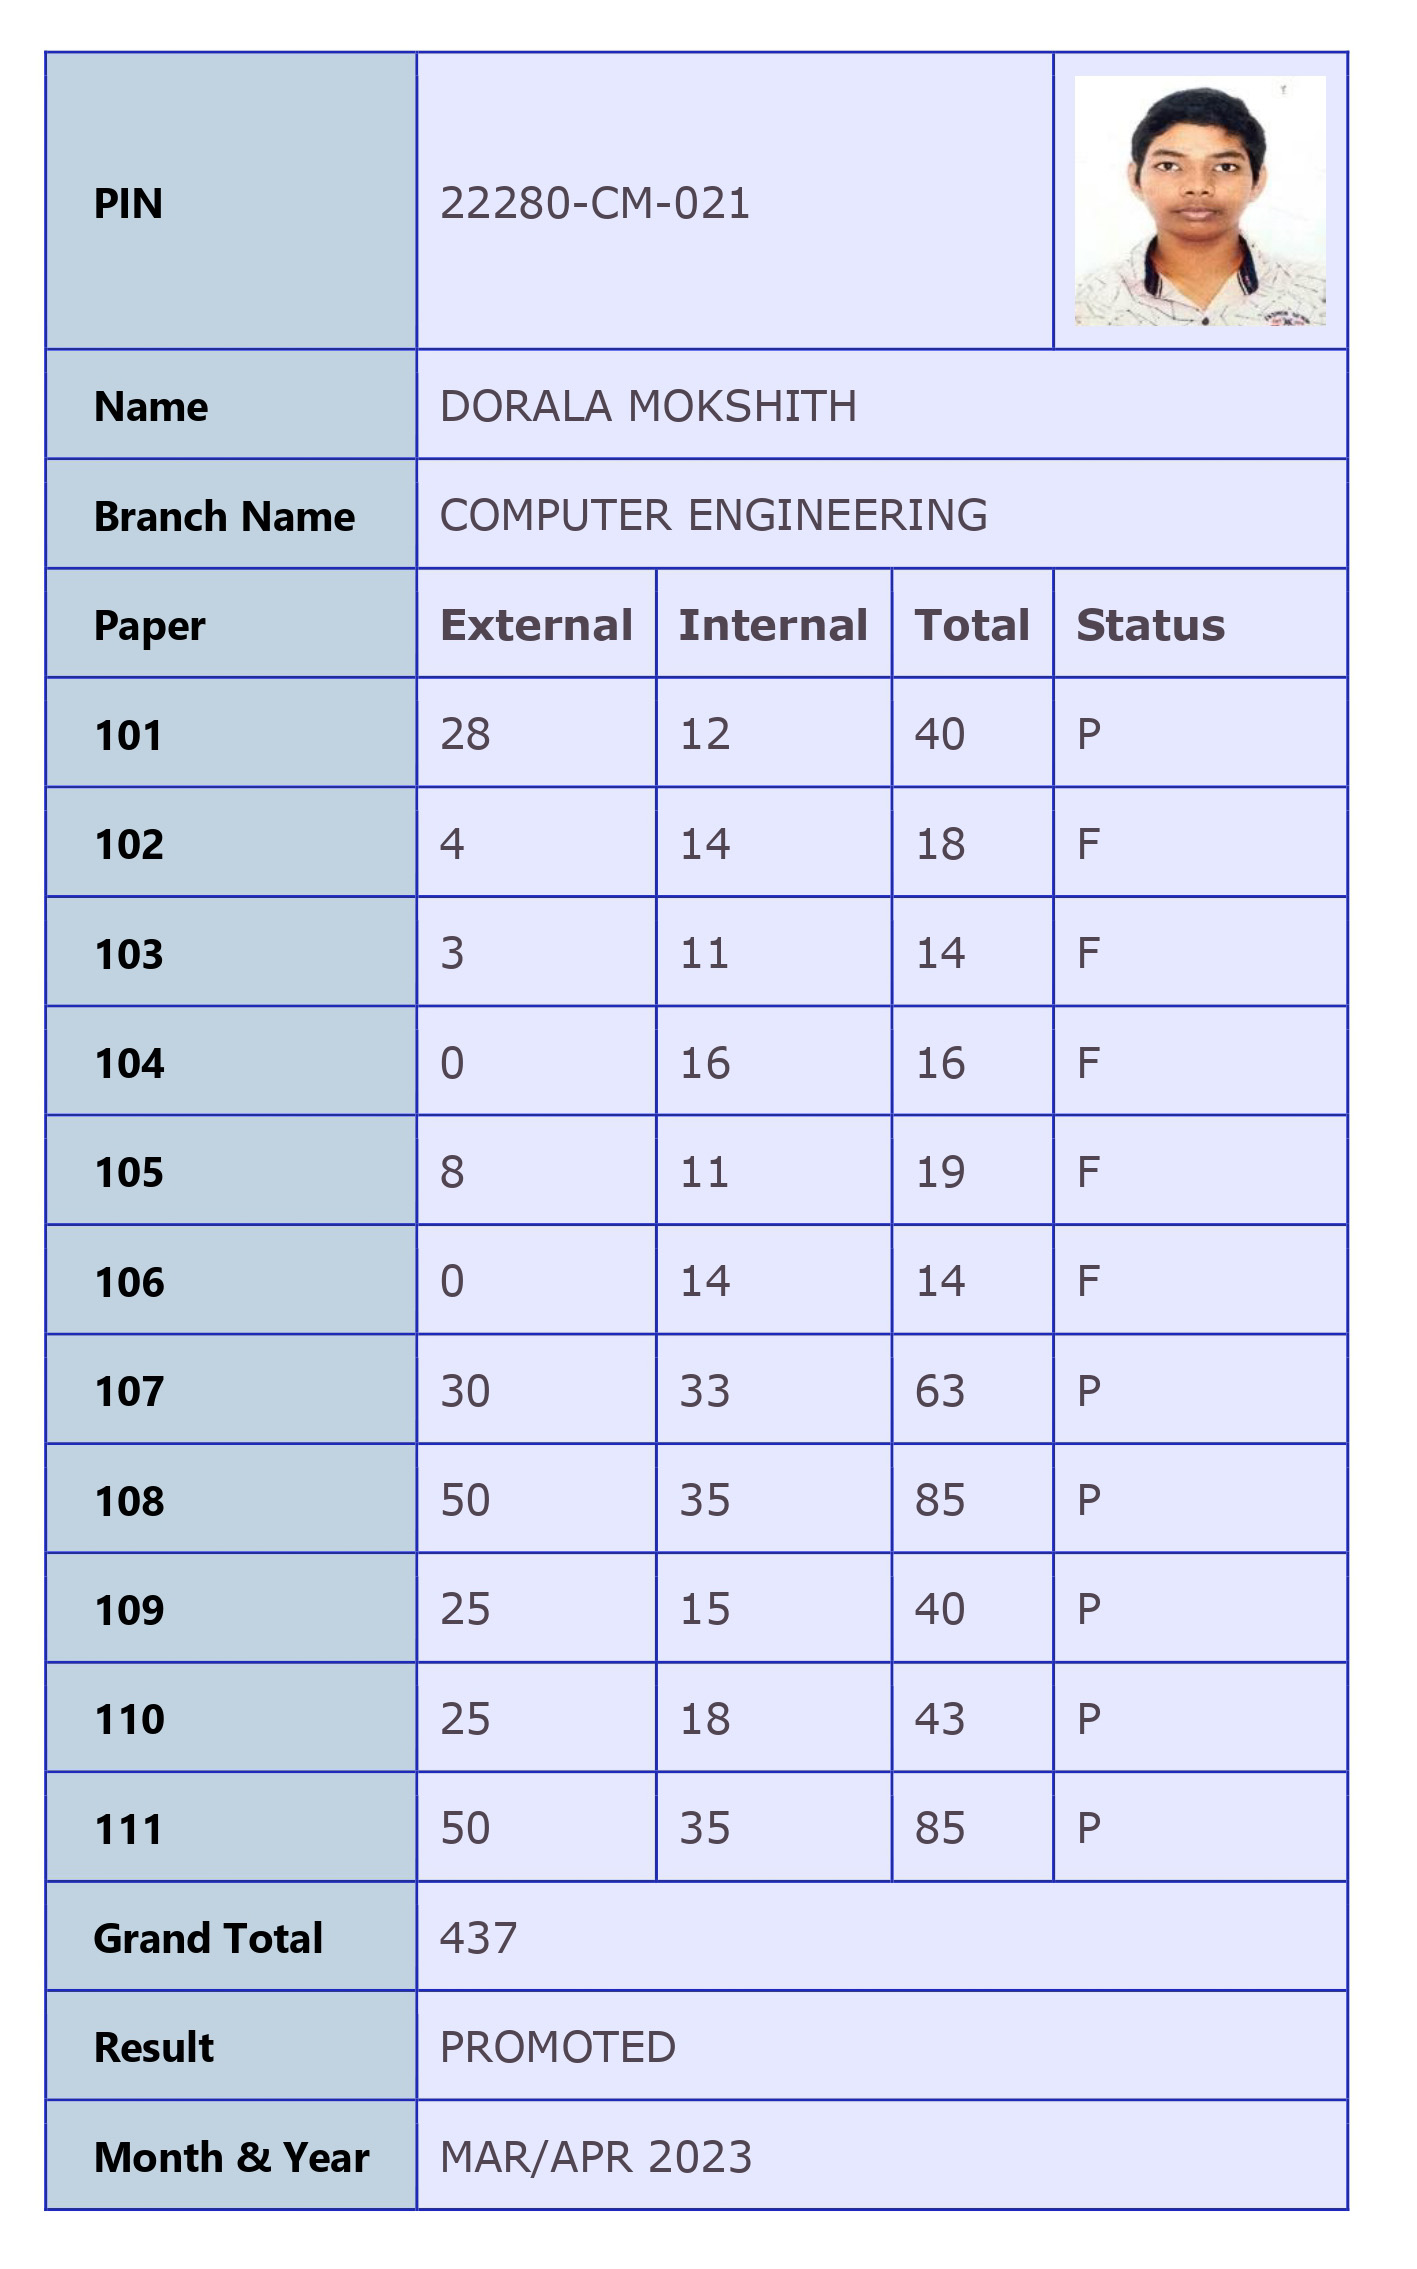 PIN 22280-CM-021
Name DORALA MOKSHITH
Branch Name COMPUTER ENGINEERING
Paper External Internal Total Status
101 28 12 40 P
102 4 14 18 F
103 3 11 14 F
104 0 16 16 F
105 8 11 19 F
106 0 14 14 F
107 30 33 63 P
108 50 35 85 P
109 25 15 40 P
110 25 18 43 P
111 50 35 85 P
Grand Total 437
Result PROMOTED
Month & Year MAR/APR 2023